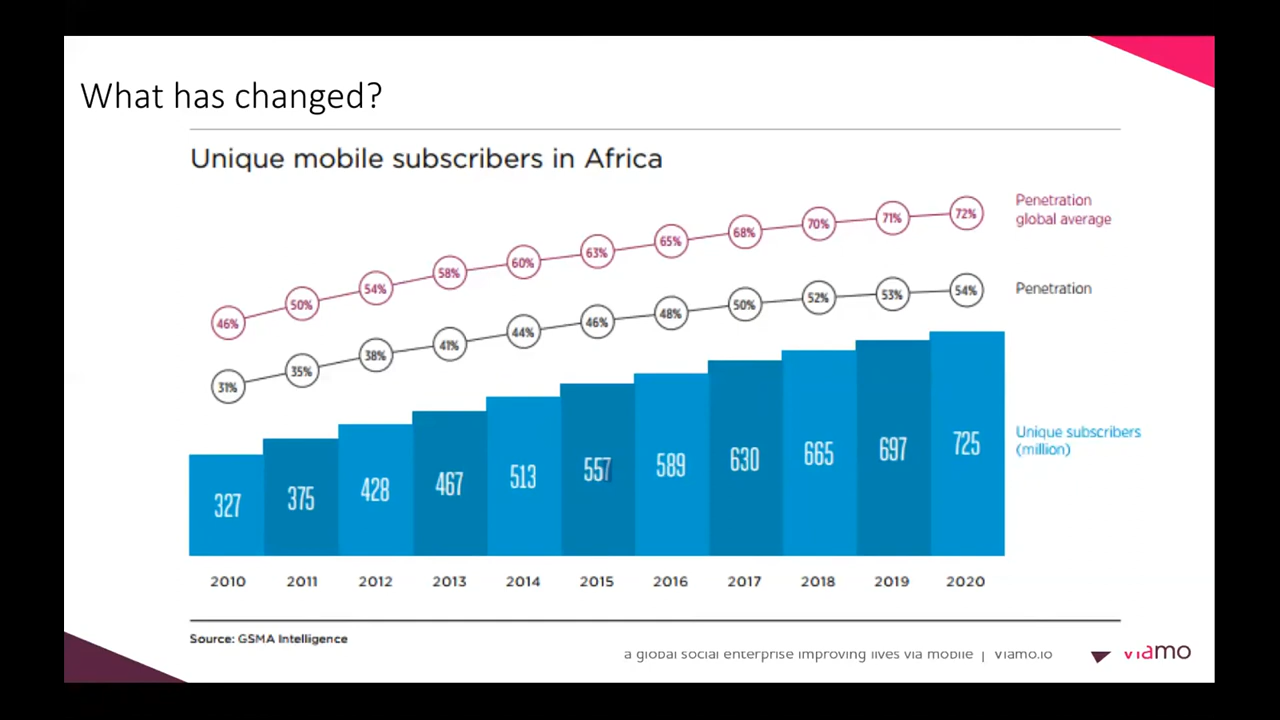 What has changed?
Unique mobile subscribers in Africa
46% 50% 54% 58% 60% 63% 65% 68% 70% 71% 72%
Penetration
global average
31% 35% 38% 41% 44% 46% 48% 50% 52% 53% 54%
Penetration
327 375 428 467 513 557 589 630 665 697 725
Unique subscribers
(million)
2010 2011 2012 2013 2014 2015 2016 2017 2018 2019 2020
Source: GSMA Intelligence
a global social enterprise improving lives via mobile | Viamo.io
viamo